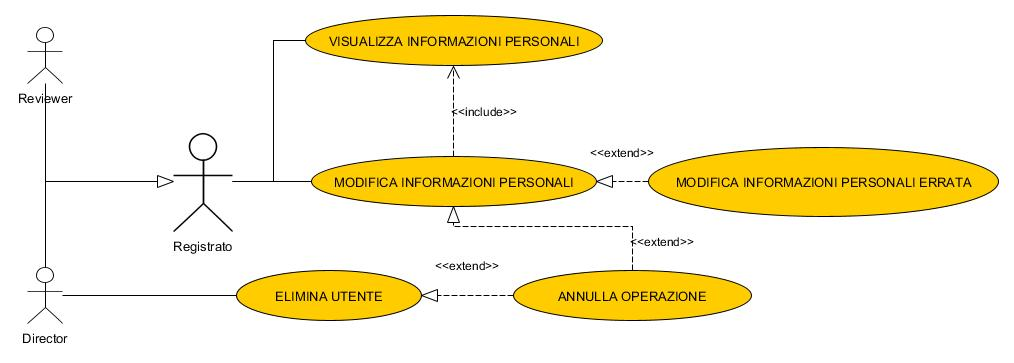 VISUALIZZA INFORMAZIONI PERSONALI
Reviewer
<<include>>
<<extend>>
MODIFICA INFORMAZIONI PERSONALI
MODIFICA INFORMAZIONI PERSONALI ERRATA
Registrato
<<extend>>
<<extend>>
ELIMINA UTENTE
ANNULLA OPERAZIONE
Director